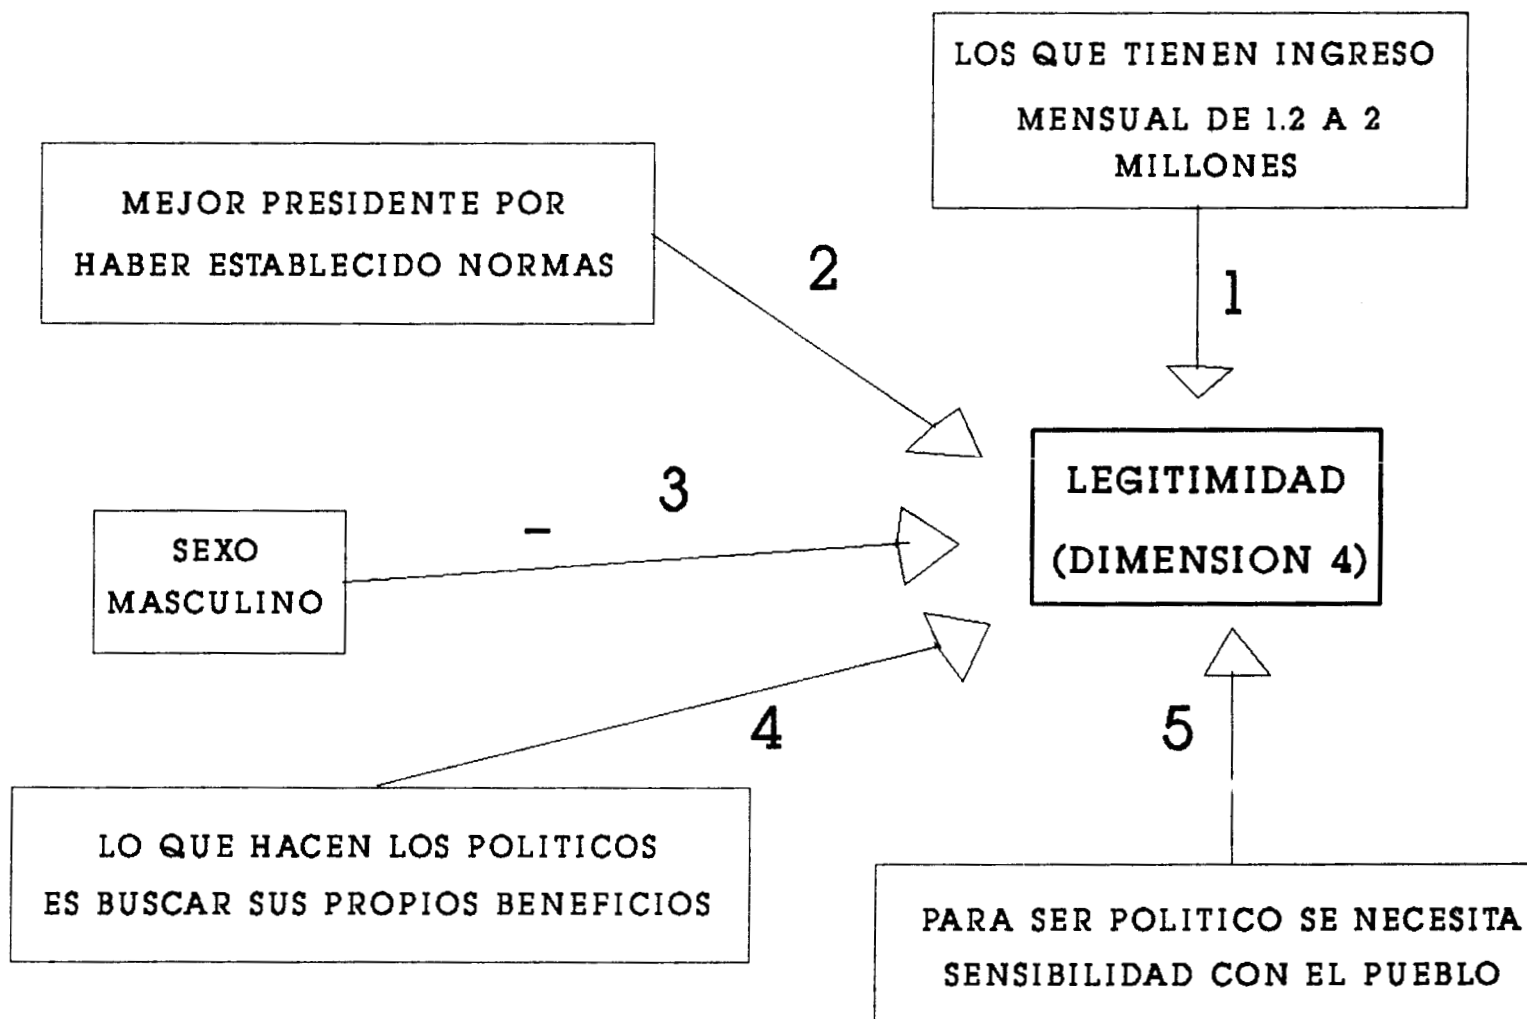 LOS QUE TIENEN INGRESO
MENSUAL DE 1.2 A 2
MILLONES
MEJOR PRESIDENTE POR
HABER ESTABLECIDO NORMAS
2
1
LEGITIMIDAD
(DIMENSION 4)
3
–
SEXO
MASCULINO
4
5
LO QUE HACEN LOS POLITICOS
ES BUSCAR SUS PROPIOS BENEFICIOS
PARA SER POLITICO SE NECESITA
SENSIBILIDAD CON EL PUEBLO